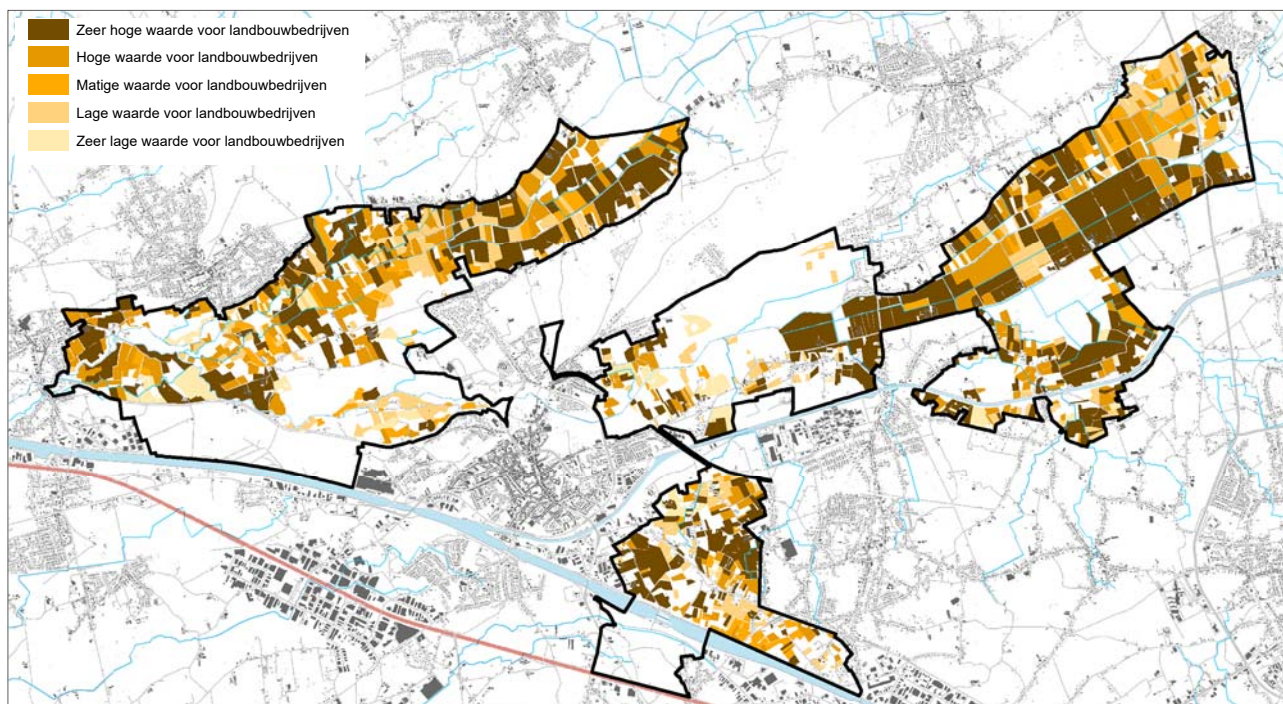 Zeer hoge waarde voor landbouwbedrijven
Hoge waarde voor landbouwbedrijven
Matige waarde voor landbouwbedrijven
Lage waarde voor landbouwbedrijven
Zeer lage waarde voor landbouwbedrijven